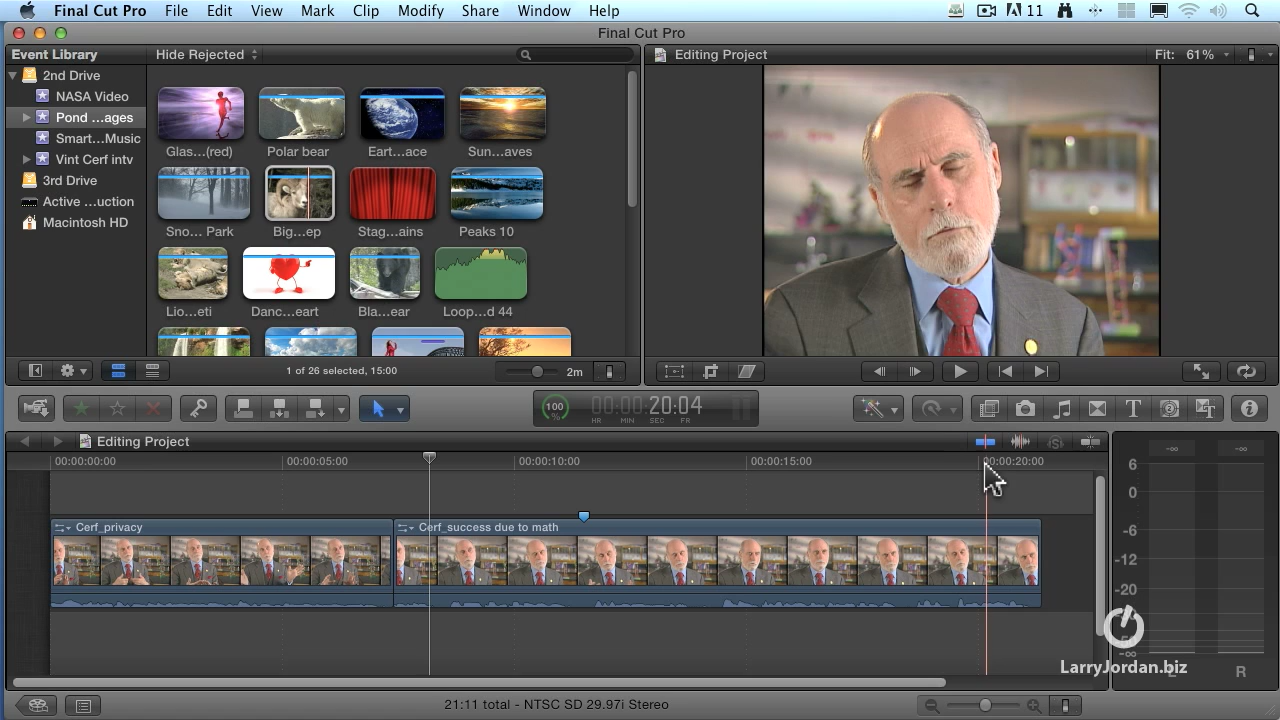 Final Cut Pro File Edit View Mark Clip Modify Share Window Help 11
Final Cut Pro
Event Library
Hide Rejected
Editing Project
Fit: 61%
2nd Drive
NASA Video
Pond ...ages
Smart...Music
Vint Cerf intv
3rd Drive
Active ...uction
Macintosh HD
Glas...(red)
Polar bear
Eart...ace
Sun...aves
Sno... Park
Big...ep
Stag...ains
Peaks 10
Lio...eti
Danc...eart
Bla...ear
Loop...d 44
1 of 26 selected, 15:00
2m
100
%
00:00:20:04
HR MIN SEC FR
Editing Project
00:00:00:00
00:00:05:00
00:00:10:00
00:00:15:00
00:00:20:00
Cerf_privacy
Cerf_success due to math
-∞ -∞
6
0
-6
-12
-20
-∞
L R
LarryJordan.biz
21:11 total - NTSC SD 29.97i Stereo